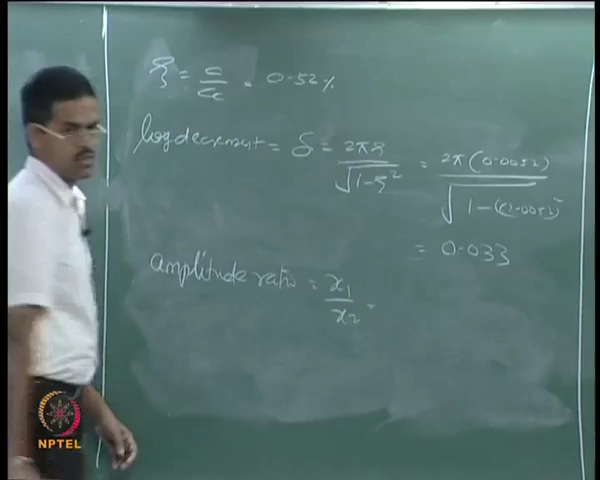 ξ = c/cc = 0.52%
log decrement = δ = 2πξ/√1-ξ² = 2π(0.0052)/√1-(0.0052)²
= 0.033
amplitude ratio = x1/x2 =
NPTEL